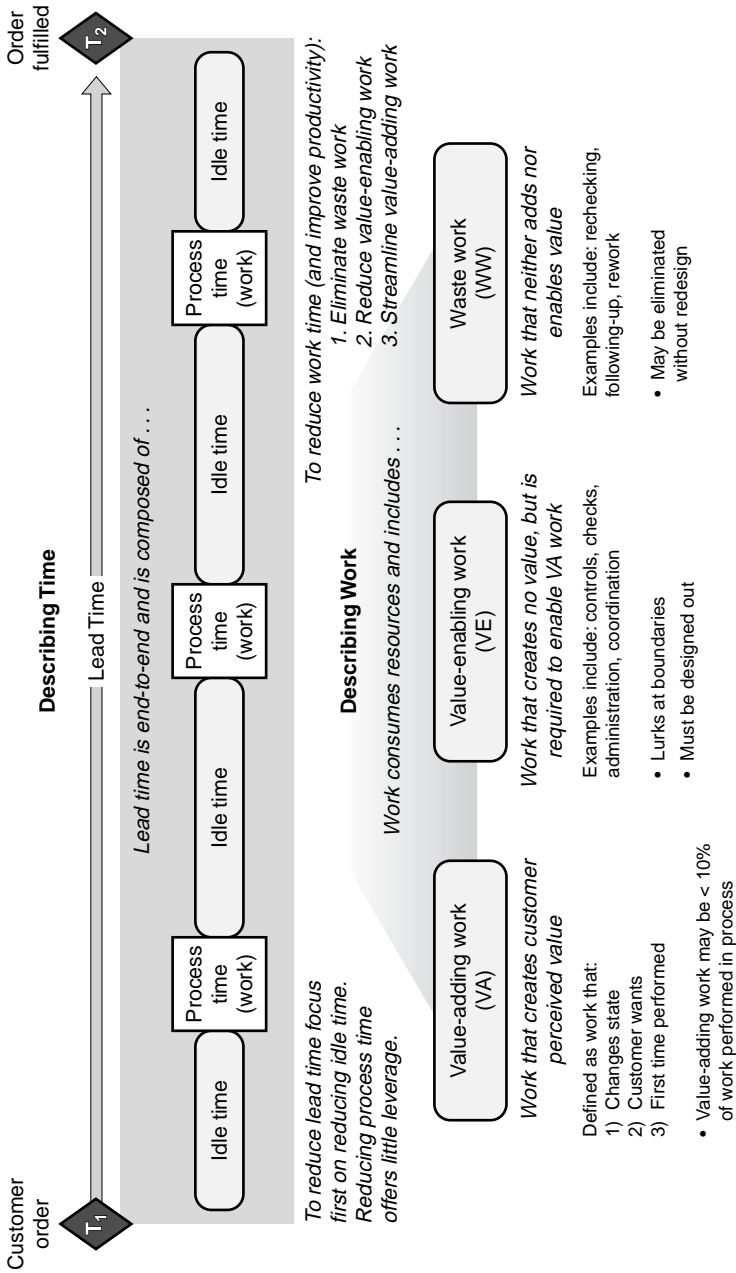 Describing Time
Customer
order
T1
Lead Time
Order
fulfilled
T2
Lead time is end-to-end and is composed of . . .
Idle time
Process
time
(work)
Idle time
Process
time
(work)
Idle time
Process
time
(work)
Idle time
To reduce lead time focus
first on reducing idle time.
Reducing process time
offers little leverage.
To reduce work time (and improve productivity):
1. Eliminate waste work
2. Reduce value-enabling work
3. Streamline value-adding work
Describing Work
Work consumes resources and includes . . .
Value-adding work
(VA)
Work that creates customer
perceived value
Defined as work that:
1) Changes state
2) Customer wants
3) First time performed
• Value-adding work may be < 10%
of work performed in process
Value-enabling work
(VE)
Work that creates no value, but is
required to enable VA work
Examples include: controls, checks,
administration, coordination
• Lurks at boundaries
• Must be designed out
Waste work
(WW)
Work that neither adds nor
enables value
Examples include: rechecking,
following-up, rework
• May be eliminated
without redesign